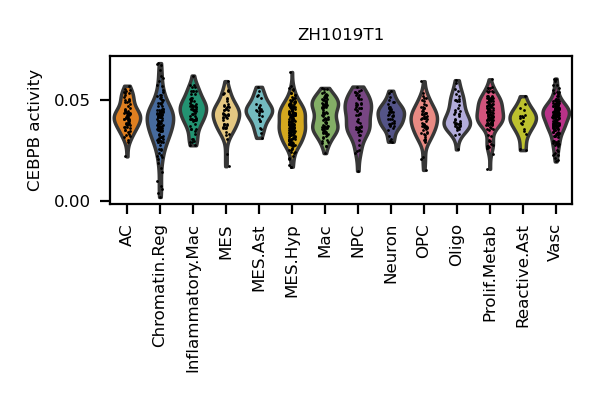 ZH1019T1
CEBPB activity
0.05
0.00
AC
Chromatin.Reg
Inflammatory.Mac
MES
MES.Ast
MES.Hyp
Mac
NPC
Neuron
OPC
Oligo
Prolif.Metab
Reactive.Ast
Vasc